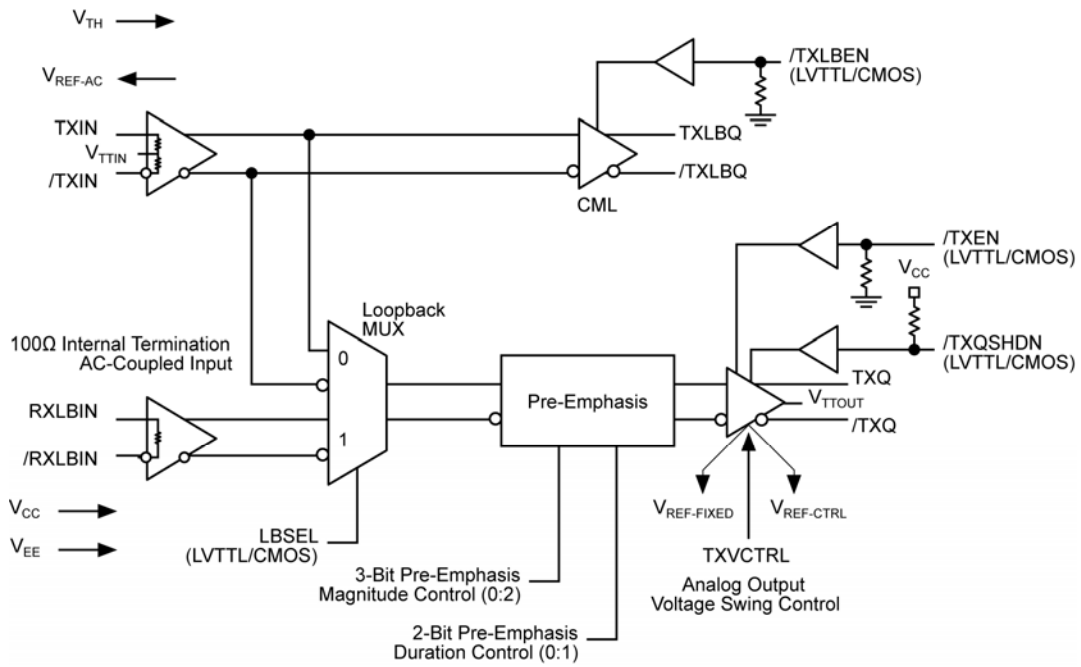 VTH
VREF-AC
TXIN
VTTIN
/TXIN
/TXLBEN
(LVTTL/CMOS)
TXLBQ
/TXLBQ
CML
/TXEN
(LVTTL/CMOS)
VCC
/TXQSHDN
(LVTTL/CMOS)
Loopback
MUX
100Ω Internal Termination
AC-Coupled Input
0
1
RXLBIN
/RXLBIN
Pre-Emphasis
TXQ
VTTOUT
/TXQ
VCC
VEE
LBSEL
(LVTTL/CMOS)
VREF-FIXED
VREF-CTRL
TXVCTRL
Analog Output
Voltage Swing Control
3-Bit Pre-Emphasis
Magnitude Control (0:2)
2-Bit Pre-Emphasis
Duration Control (0:1)